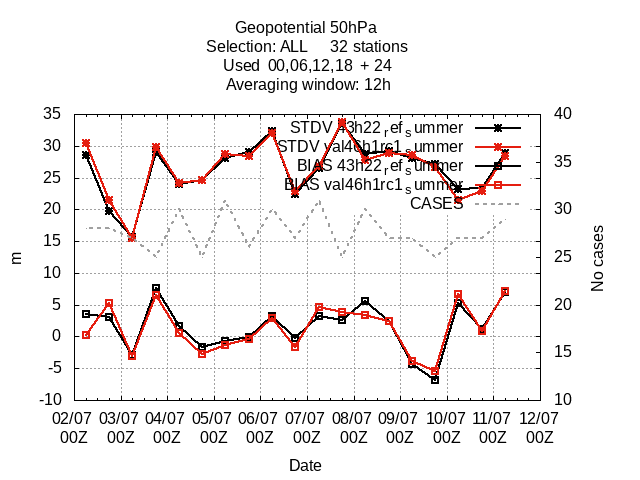 Geopotential 50hPa
Selection: ALL 32 stations
Used 00,06,12,18 + 24
Averaging window: 12h
STDV 43h22_ref_summer
STDV val46h1rc1_summer
BIAS 43h22_ref_summer
BIAS val46h1rc1_summer
CASES
35
30
25
20
15
10
5
0
-5
-10
m
40
35
30
25
20
15
10
No cases
02/07 03/07 04/07 05/07 06/07 07/07 08/07 09/07 10/07 11/07 12/07
00Z 00Z 00Z 00Z 00Z 00Z 00Z 00Z 00Z 00Z 00Z
Date